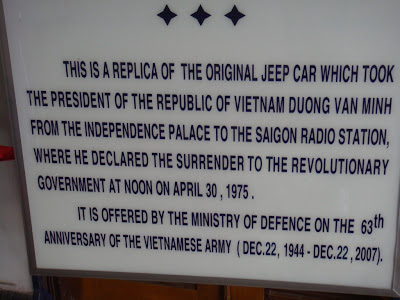 THIS IS A REPLICA OF THE ORIGINAL JEEP CAR WHICH TOOK
THE PRESIDENT OF THE REPUBLIC OF VIETNAM DUONG VAN MINH
FROM THE INDEPENDENCE PALACE TO THE SAIGON RADIO STATION,
WHERE HE DECLARED THE SURRENDER TO THE REVOLUTIONARY
GOVERNMENT AT NOON ON APRIL 30 , 1975 .
IT IS OFFERED BY THE MINISTRY OF DEFENCE ON THE 63th
ANNIVERSARY OF THE VIETNAMESE ARMY ( DEC.22, 1944 - DEC.22 , 2007).